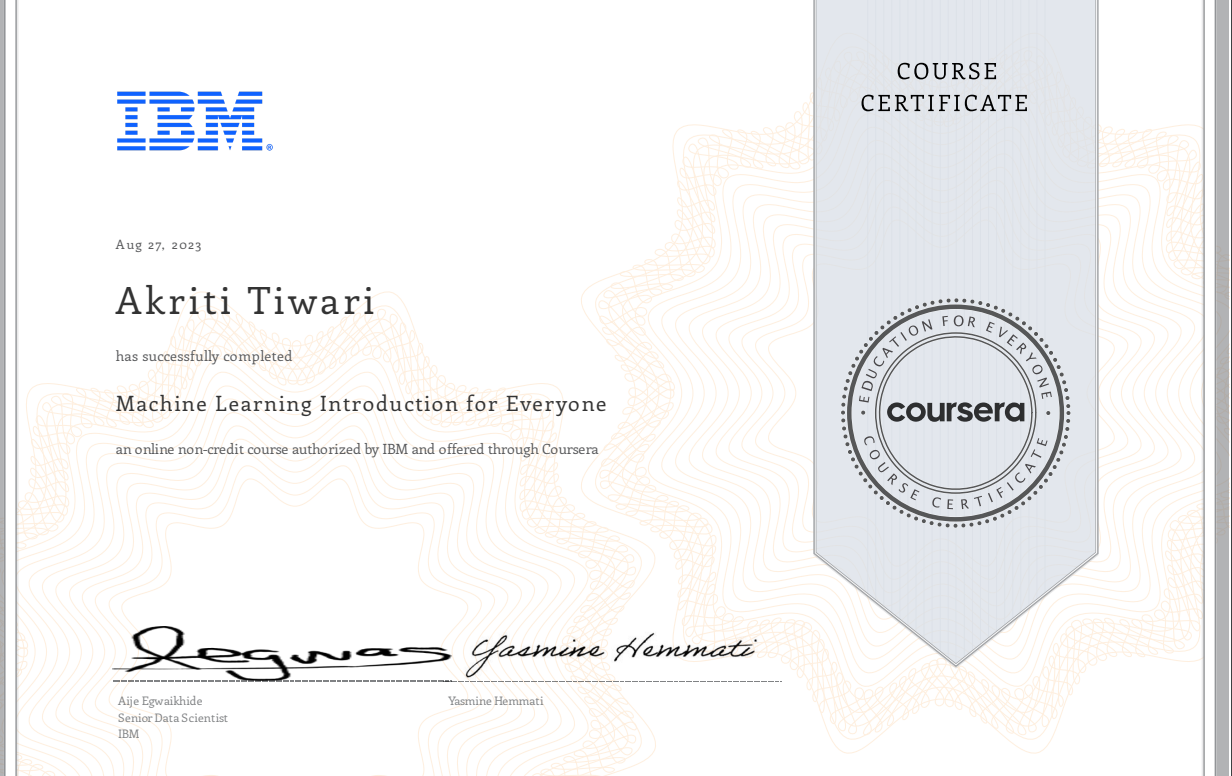 COURSE
CERTIFICATE
IBM®
Aug 27, 2023
Akriti Tiwari
has successfully completed
Machine Learning Introduction for Everyone
an online non-credit course authorized by IBM and offered through Coursera
EDUCATION FOR EVERYONE
coursera
COURSE CERTIFICATE
Yasmine Hemmati
Aije Egwaikhide
Senior Data Scientist
IBM
Yasmine Hemmati